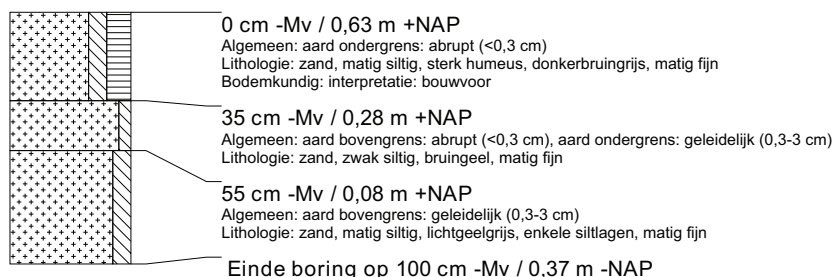 0 cm -Mv / 0,63 m +NAP
Algemeen: aard ondergrens: abrupt (<0,3 cm)
Lithologie: zand, matig siltig, sterk humeus, donkerbruingrijs, matig fijn
Bodemkundig: interpretatie: bouwvoor
35 cm -Mv / 0,28 m +NAP
Algemeen: aard bovengrens: abrupt (<0,3 cm), aard ondergrens: geleidelijk (0,3-3 cm)
Lithologie: zand, zwak siltig, bruingeel, matig fijn
55 cm -Mv / 0,08 m +NAP
Algemeen: aard bovengrens: geleidelijk (0,3-3 cm)
Lithologie: zand, matig siltig, lichtgeelgrijs, enkele siltlagen, matig fijn
Einde boring op 100 cm -Mv / 0,37 m -NAP